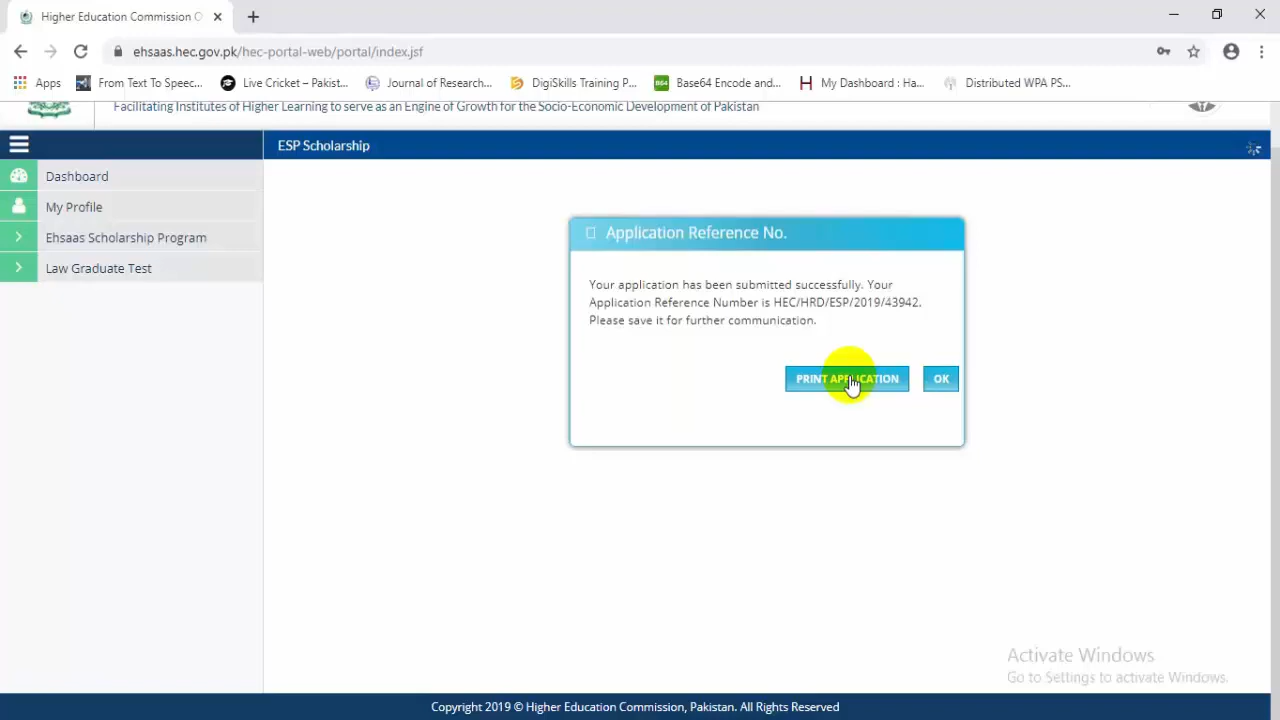 Higher Education Commission O
ehsaas.hec.gov.pk/hec-portal-web/portal/index.jsf
Apps
From Text To Speec...
Live Cricket – Pakist...
Journal of Research...
DigiSkills Training P...
Base64 Encode and...
My Dashboard : Ha...
Distributed WPA PS...
Facilitating Institutes of Higher Learning to serve as an Engine of Growth for the Socio-Economic Development of Pakistan
ESP Scholarship
Dashboard
My Profile
Ehsaas Scholarship Program
Law Graduate Test
Application Reference No.
Your application has been submitted successfully. Your
Application Reference Number is HEC/HRD/ESP/2019/43942.
Please save it for further communication.
PRINT APPLICATION OK
Activate Windows
Go to Settings to activate Windows.
Copyright 2019 © Higher Education Commission, Pakistan. All Rights Reserved